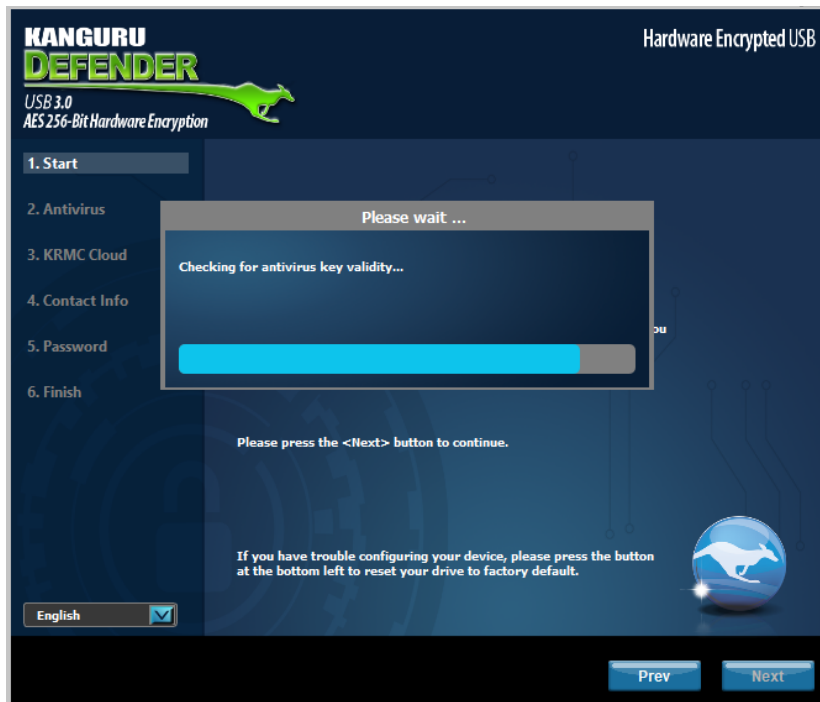 KANGURU
DEFENDER
USB 3.0
AES 256-Bit Hardware Encryption
Hardware Encrypted USB
1. Start
2. Antivirus
3. KRMC Cloud
4. Contact Info
5. Password
6. Finish
Please wait ...
Checking for antivirus key validity...
ou
Please press the <Next> button to continue.
If you have trouble configuring your device, please press the button
at the bottom left to reset your drive to factory default.
English
Prev
Next